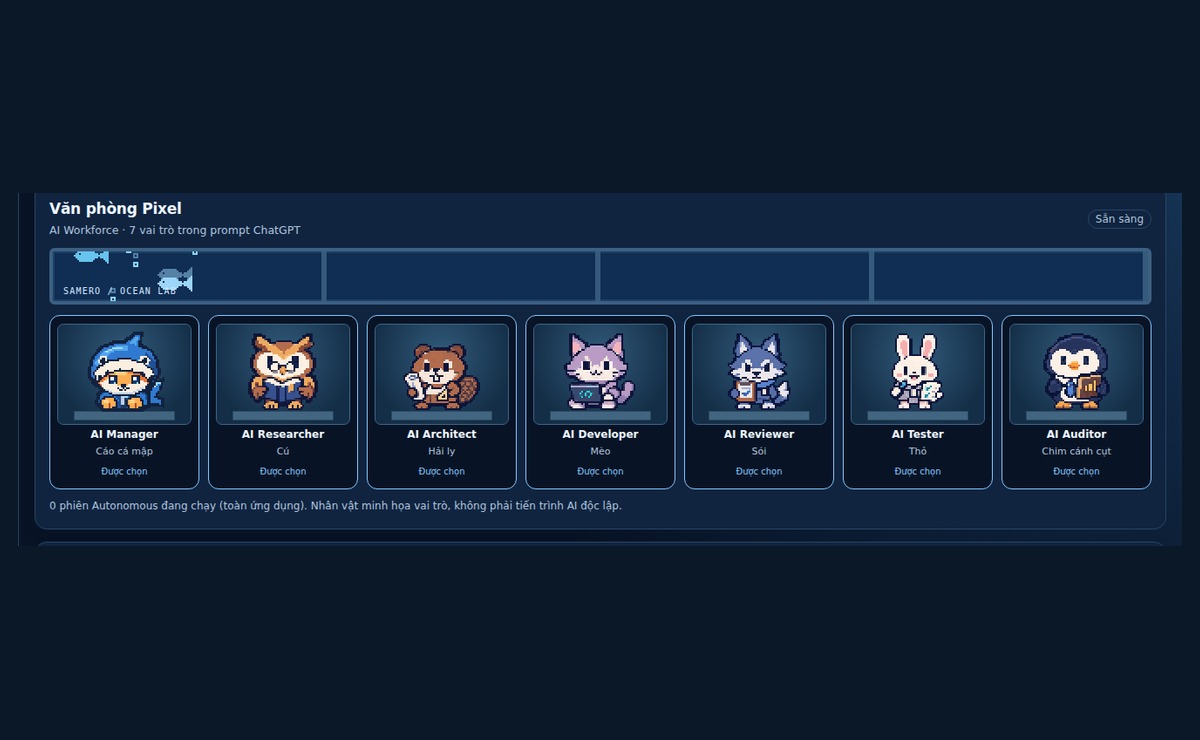 Văn phòng Pixel
AI Workforce · 7 vai trò trong prompt ChatGPT
Sẵn sàng
SAMERO / OCEAN LAB
AI Manager
Cáo cá mập
Được chọn
AI Researcher
Cú
Được chọn
AI Architect
Hải ly
Được chọn
AI Developer
Mèo
Được chọn
AI Reviewer
Sói
Được chọn
AI Tester
Thỏ
Được chọn
AI Auditor
Chim cánh cụt
Được chọn
0 phiên Autonomous đang chạy (toàn ứng dụng). Nhân vật minh họa vai trò, không phải tiến trình AI độc lập.